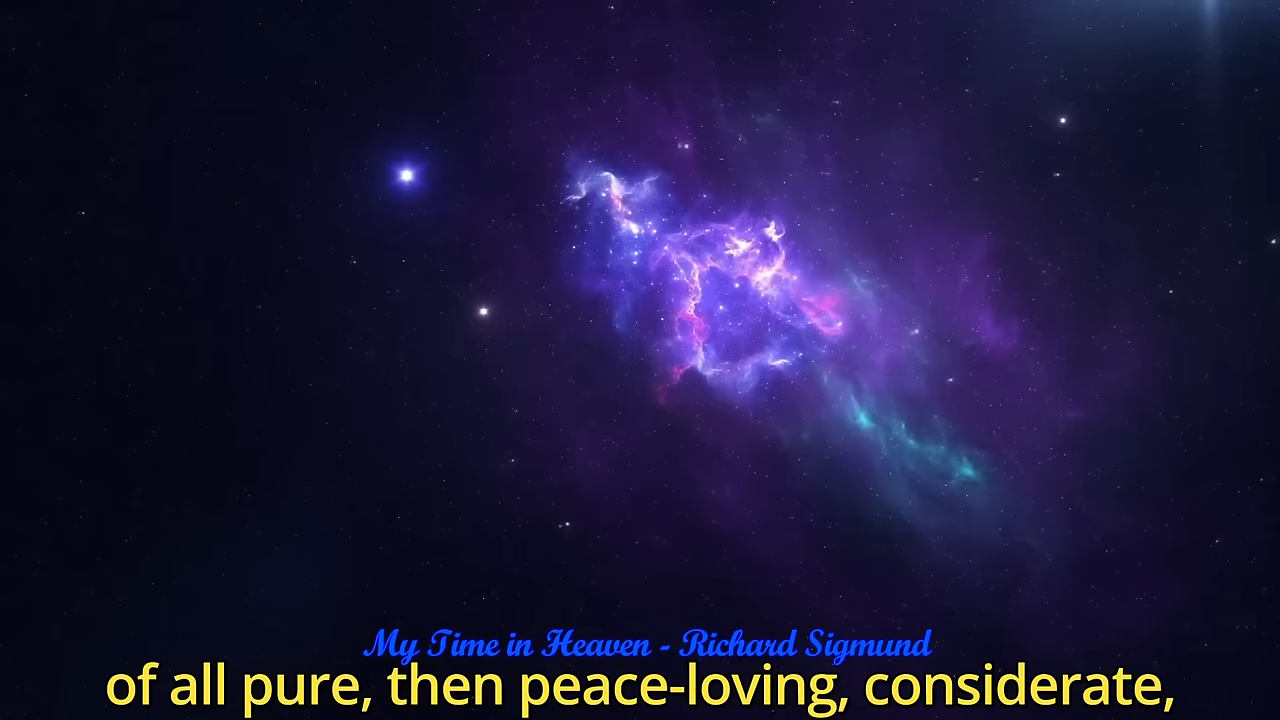 My Time in Heaven - Richard Sigmund
of all pure, then peace-loving, considerate,